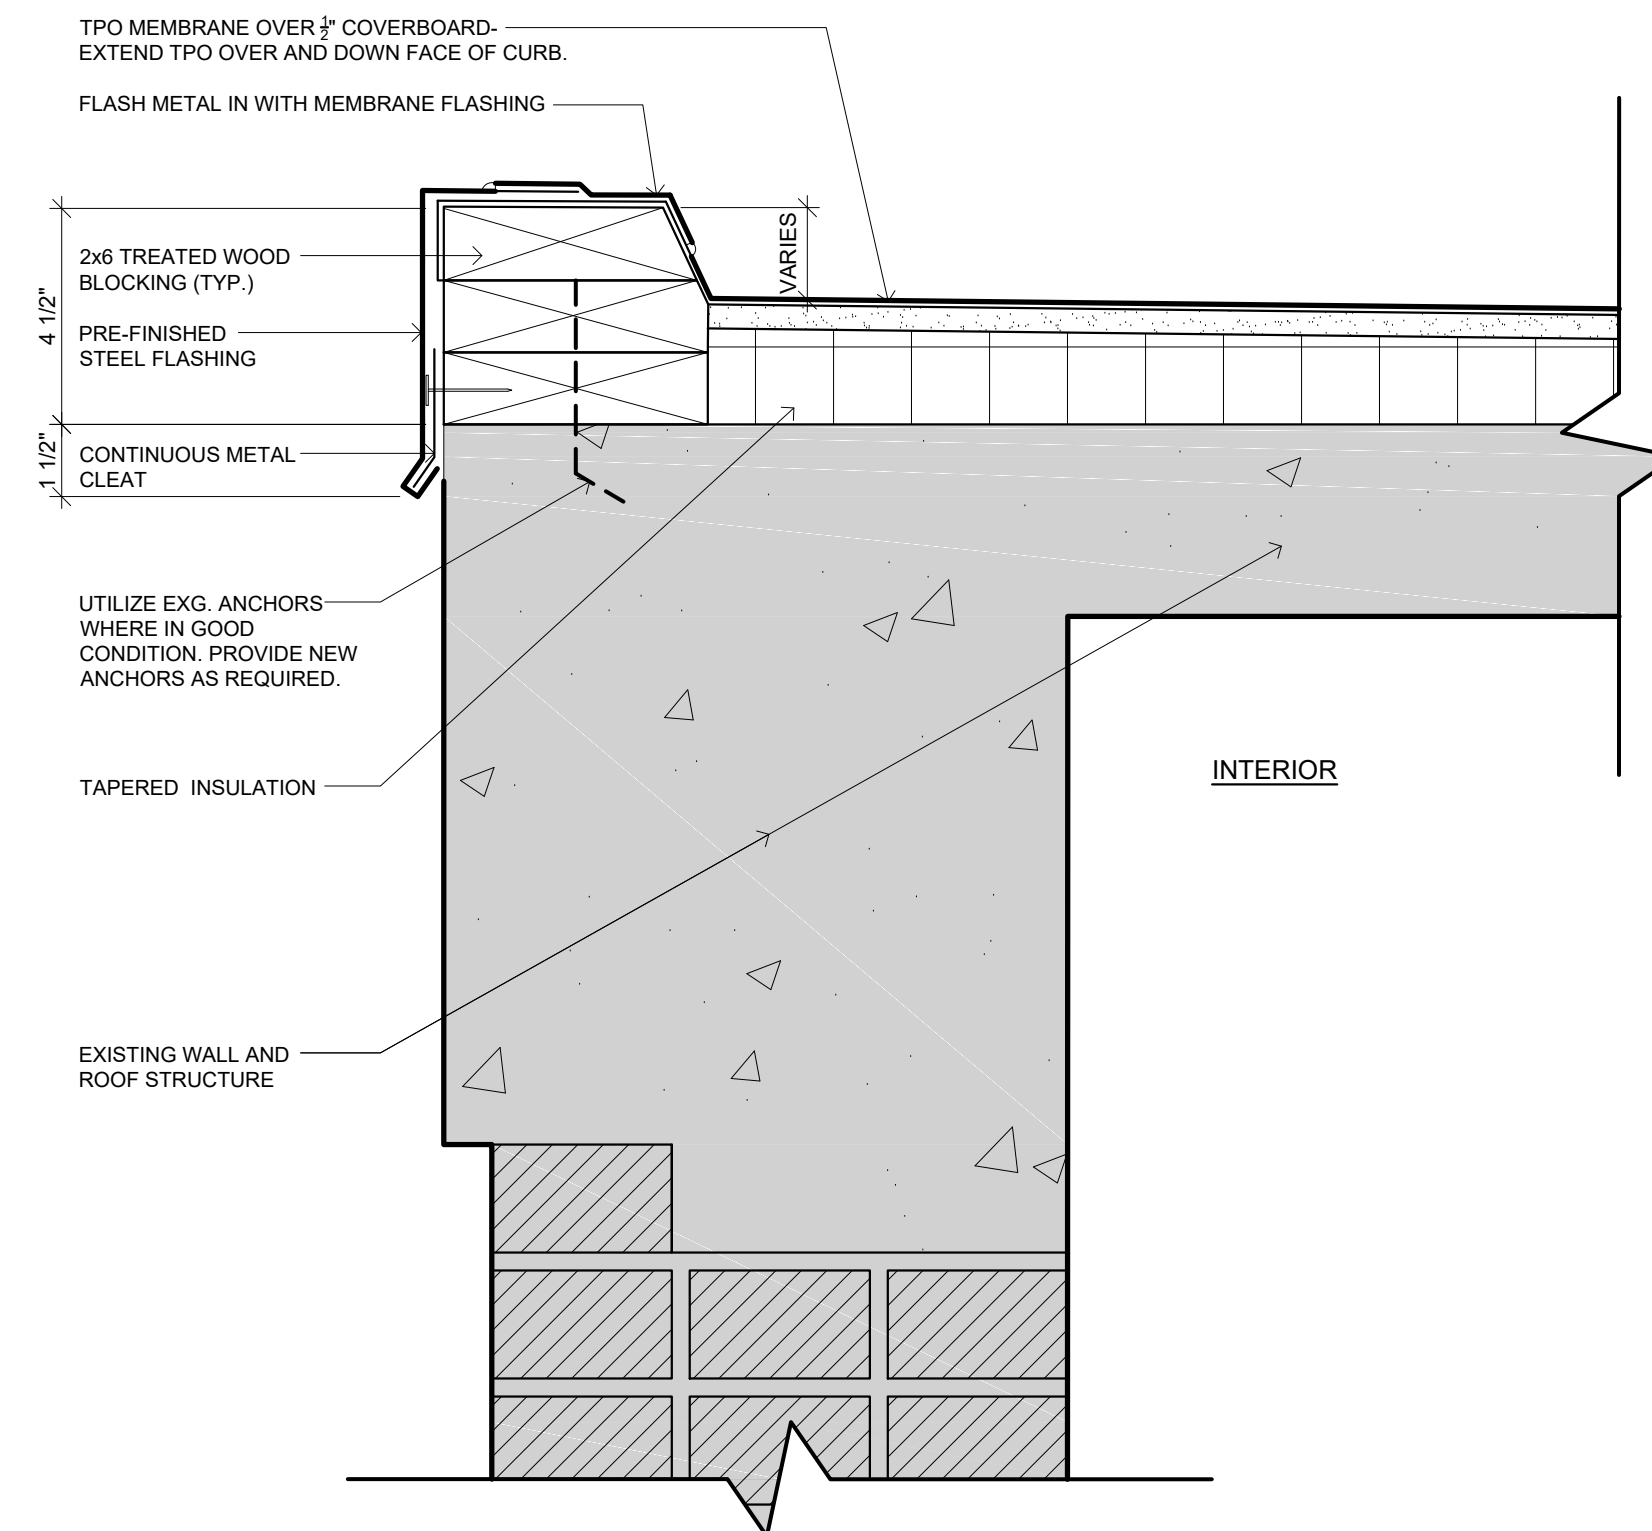 TPO MEMBRANE OVER 1/2" COVERBOARD-
EXTEND TPO OVER AND DOWN FACE OF CURB.
FLASH METAL IN WITH MEMBRANE FLASHING
VARIES
2x6 TREATED WOOD
BLOCKING (TYP.)
4 1/2"
PRE-FINISHED
STEEL FLASHING
1 1/2"
CONTINUOUS METAL
CLEAT
UTILIZE EXG. ANCHORS
WHERE IN GOOD
CONDITION. PROVIDE NEW
ANCHORS AS REQUIRED.
TAPERED INSULATION
INTERIOR
EXISTING WALL AND
ROOF STRUCTURE